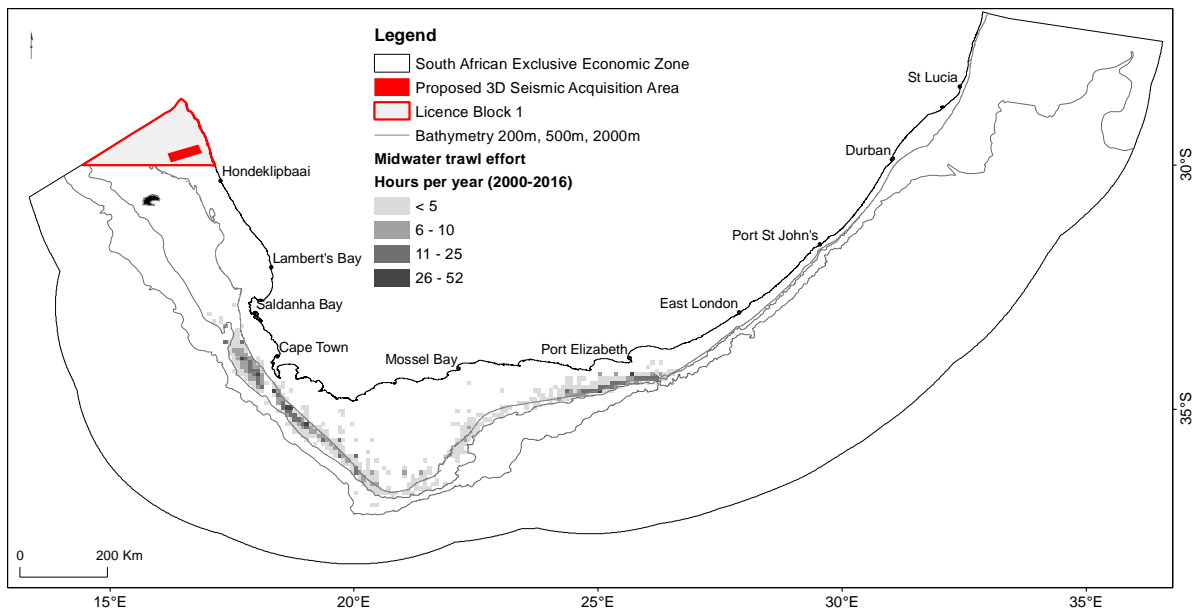 Legend
South African Exclusive Economic Zone
Proposed 3D Seismic Acquisition Area
Licence Block 1
Bathymetry 200m, 500m, 2000m
Midwater trawl effort
Hours per year (2000-2016)
< 5
6 - 10
11 - 25
26 - 52
St Lucia
Durban
30°S
Hondeklipbaai
Port St John's
Lambert's Bay
Saldanha Bay
East London
Cape Town
Mossel Bay
Port Elizabeth
35°S
0 200 Km
15°E 20°E 25°E 30°E 35°E